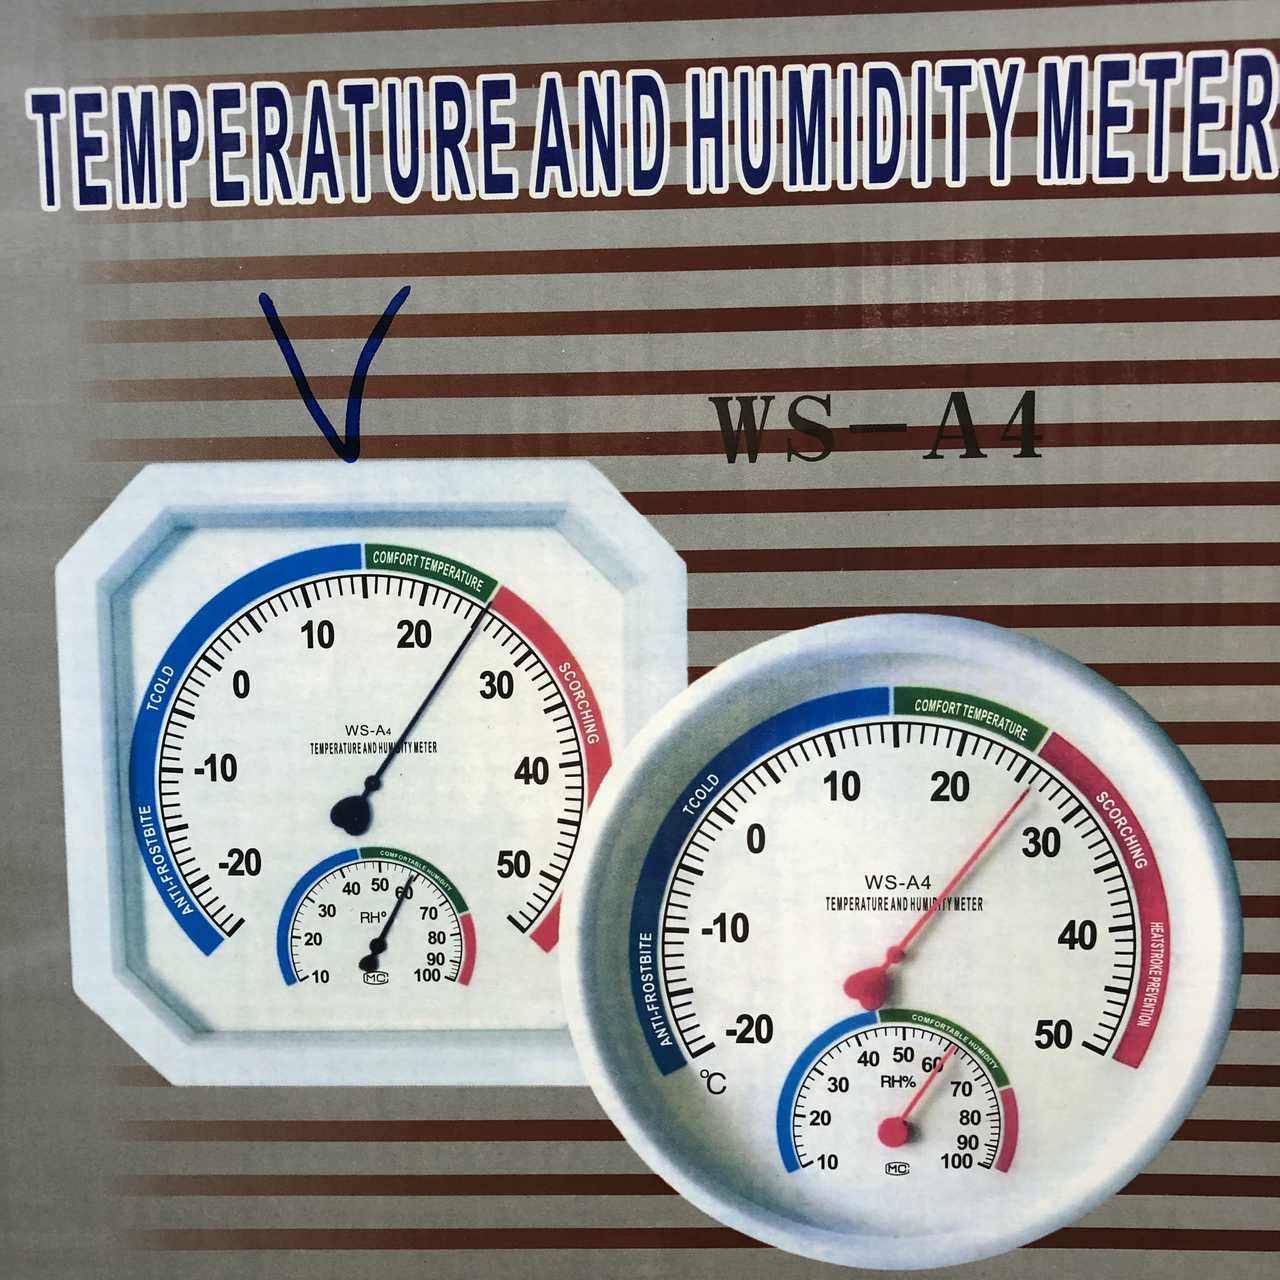 TEMPERATURE AND HUMIDITY METER
V
WS-A4
COMFORT TEMPERATURE
TCOLD
SCORCHING
ANTI-FROSTBITE
-20
-10
0
10
20
30
40
50
WS-A4
TEMPERATURE AND HUMIDITY METER
COMFORTABLE HUMIDITY
10
20
30
40
50
60
70
80
90
100
RH°
MC
COMFORT TEMPERATURE
TCOLD
SCORCHING
ANTI-FROSTBITE
HEATSTROKE PREVENTION
-20
-10
0
10
20
30
40
50
°C
WS-A4
TEMPERATURE AND HUMIDITY METER
COMFORTABLE HUMIDITY
10
20
30
40
50
60
70
80
90
100
RH%
MC